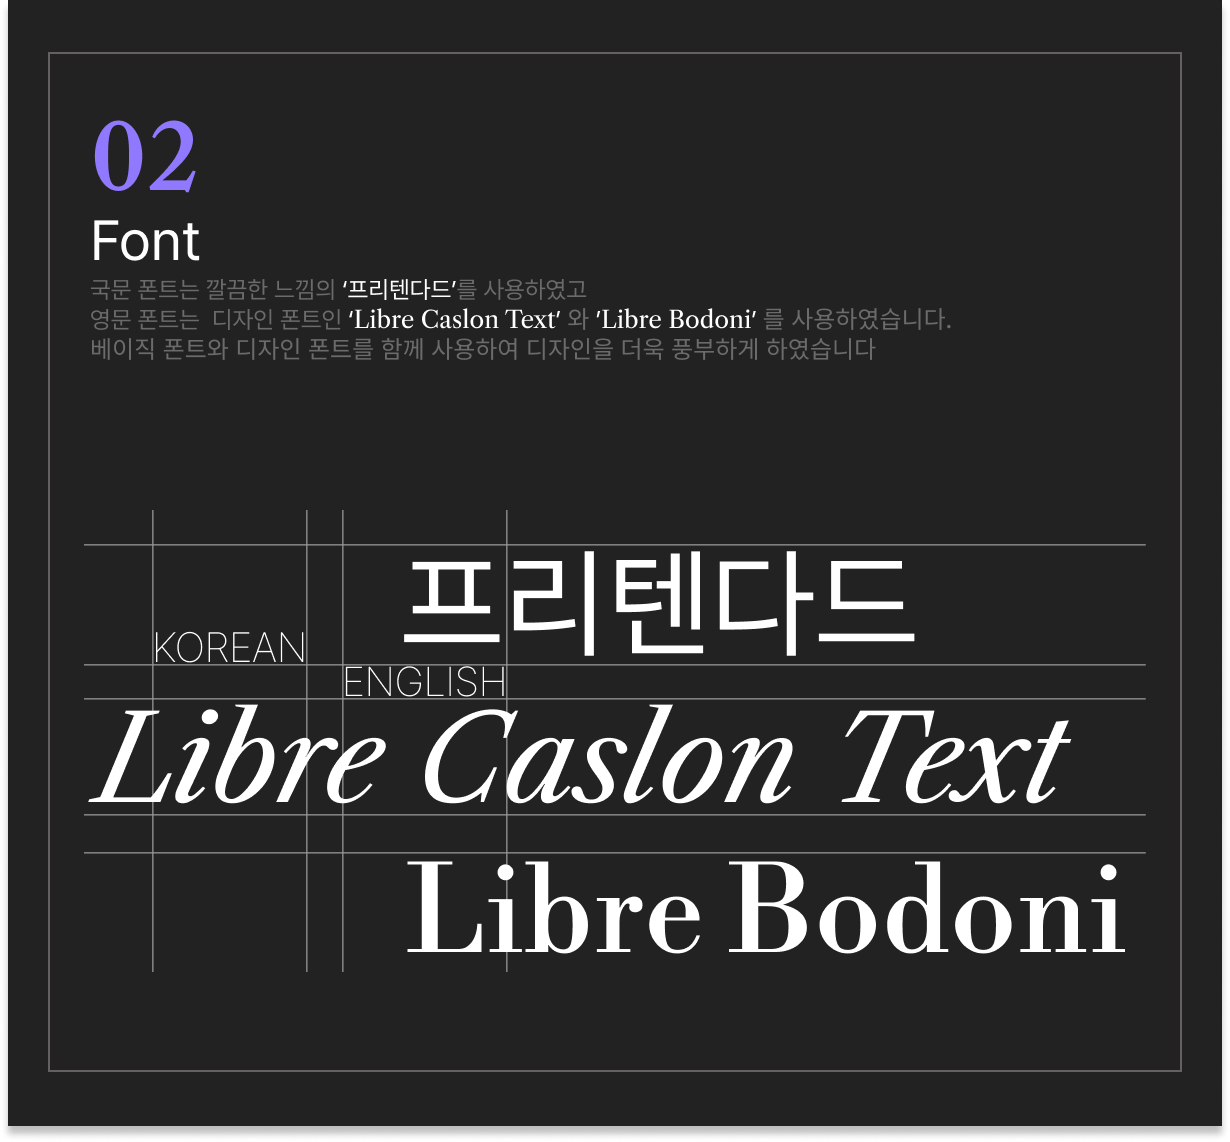 02
Font
국문 폰트는 깔끔한 느낌의 ‘프리텐다드’를 사용하였고
영문 폰트는 디자인 폰트인 ‘Libre Caslon Text’ 와 ‘Libre Bodoni’ 를 사용하였습니다.
베이직 폰트와 디자인 폰트를 함께 사용하여 디자인을 더욱 풍부하게 하였습니다
프리텐다드
KOREAN
ENGLISH
Libre Caslon Text
Libre Bodoni